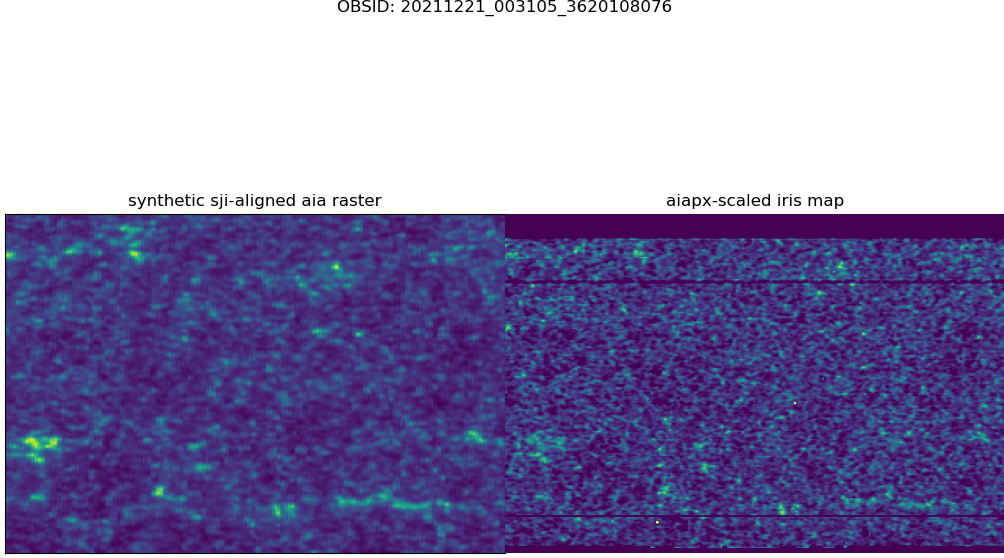 OBSID: 20211221_003105_3620108076
synthetic sji-aligned aia raster
aiapx-scaled iris map